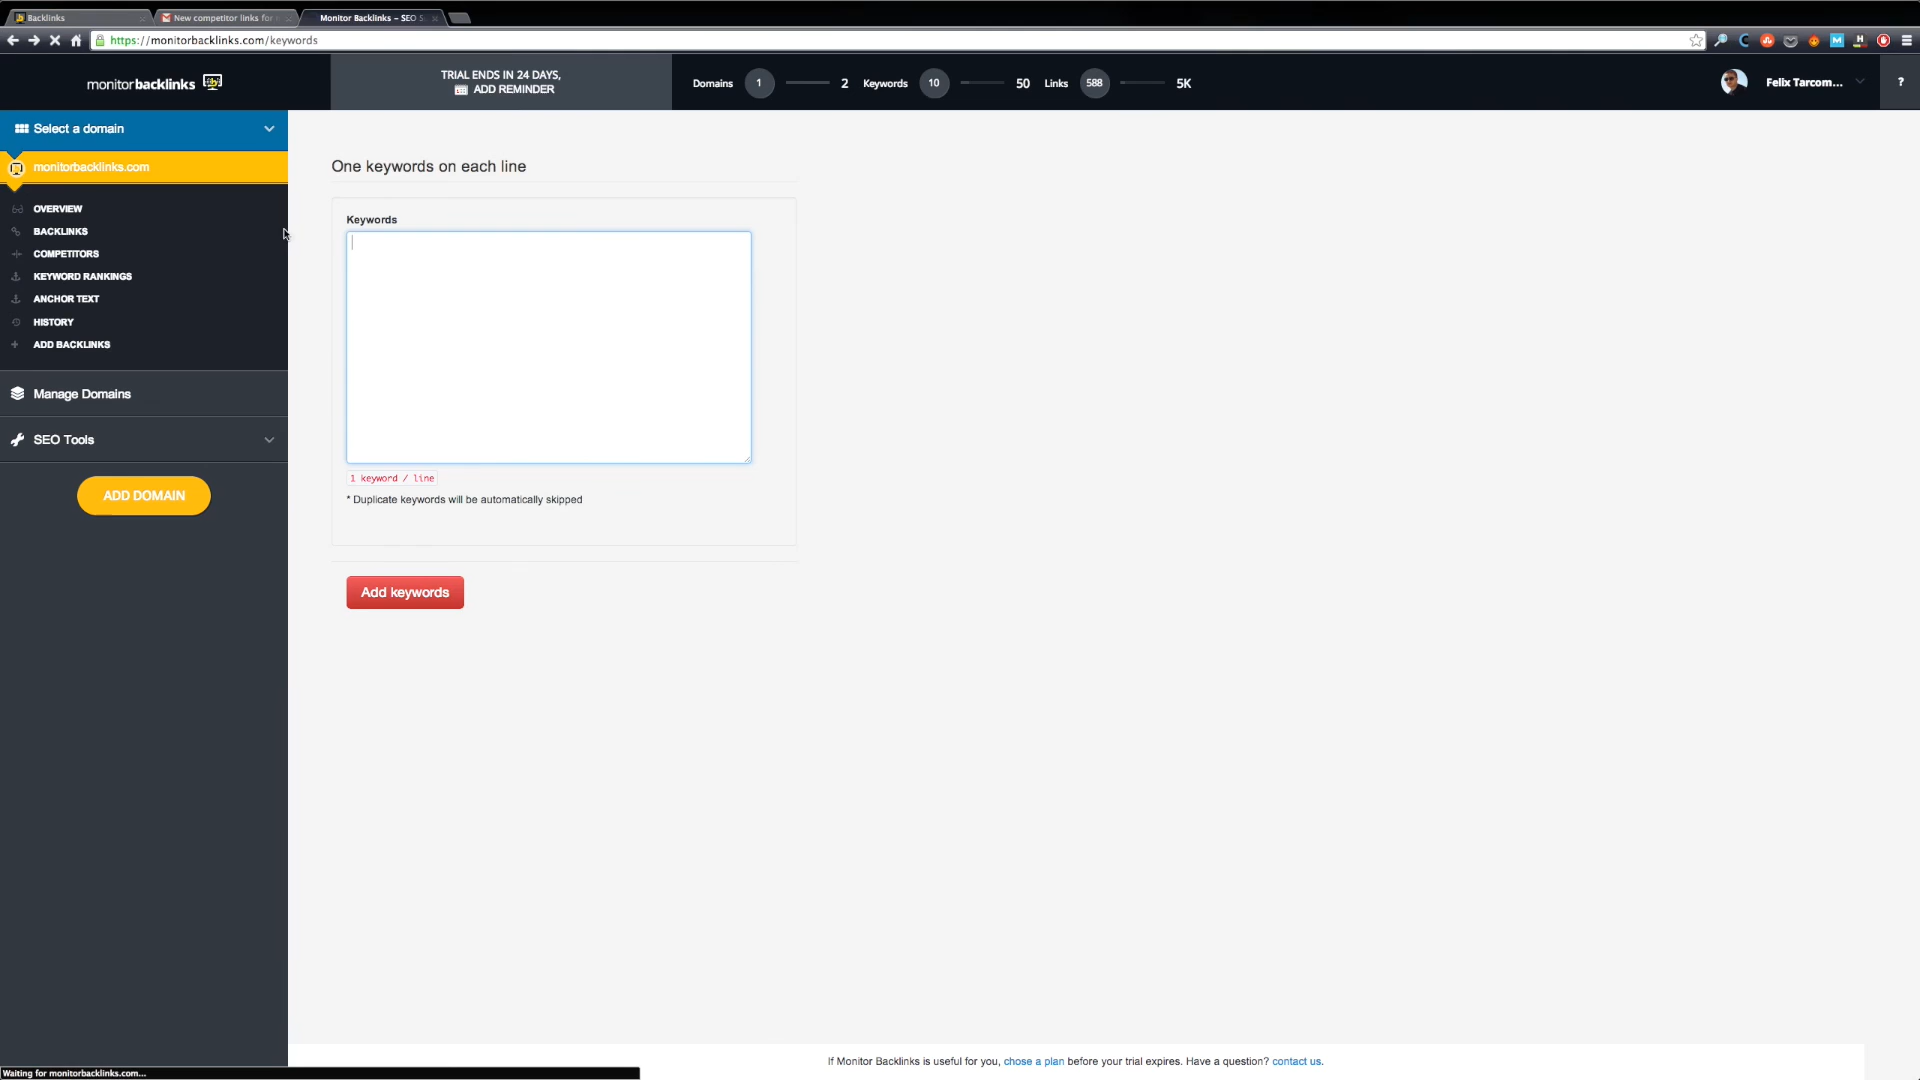 Backlinks
New competitor links for
Monitor Backlinks – SEO S
https://monitorbacklinks.com/keywords
monitorbacklinks
TRIAL ENDS IN 24 DAYS,
ADD REMINDER
Domains 1 2 Keywords 10 50 Links 588 5K
Felix Tarcom... ?
Select a domain
monitorbacklinks.com
OVERVIEW
BACKLINKS
COMPETITORS
KEYWORD RANKINGS
ANCHOR TEXT
HISTORY
ADD BACKLINKS
Manage Domains
SEO Tools
ADD DOMAIN
One keywords on each line
Keywords
1 keyword / line
* Duplicate keywords will be automatically skipped
Add keywords
If Monitor Backlinks is useful for you, chose a plan before your trial expires. Have a question? contact us.
Waiting for monitorbacklinks.com...